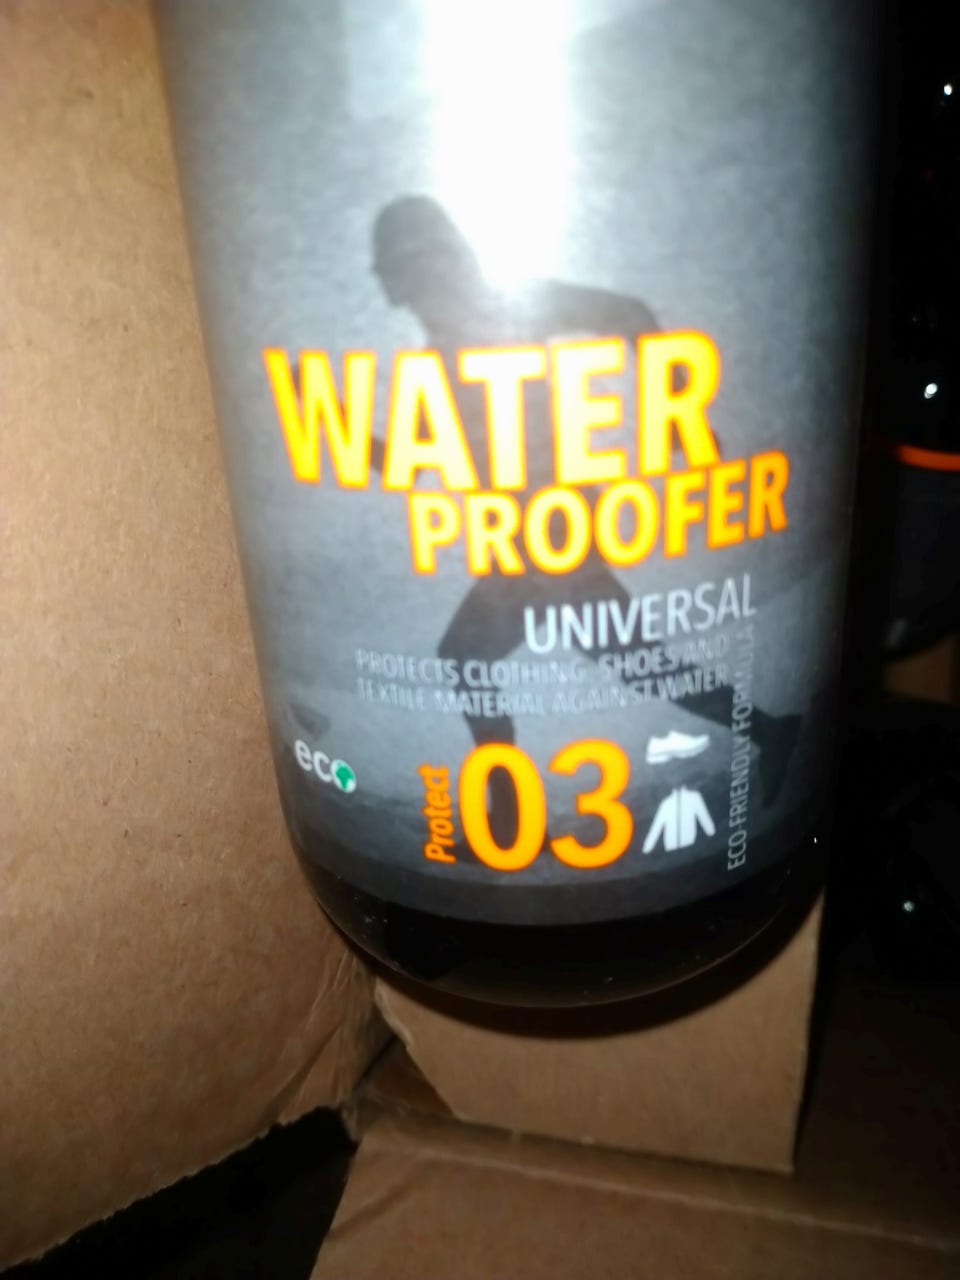 WATER
PROOFER
UNIVERSAL
PROTECTS CLOTHING, SHOES AND
TEXTILE MATERIAL AGAINST WATER
eco
Protect
03
ECO-FRIENDLY FORMULA